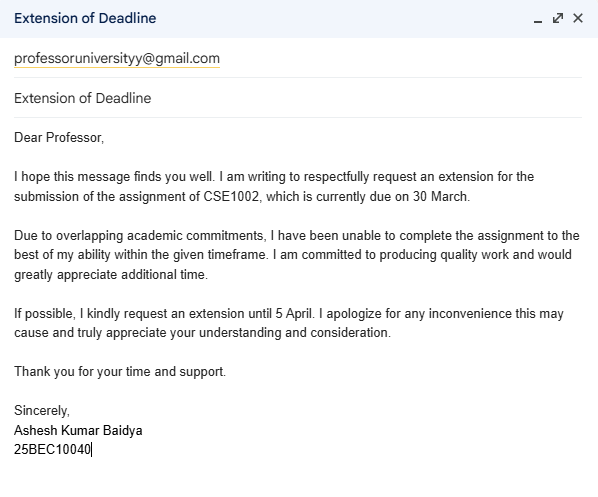 Extension of Deadline
professoruniversityy@gmail.com
Extension of Deadline
Dear Professor,
I hope this message finds you well. I am writing to respectfully request an extension for the
submission of the assignment of CSE1002, which is currently due on 30 March.
Due to overlapping academic commitments, I have been unable to complete the assignment to the
best of my ability within the given timeframe. I am committed to producing quality work and would
greatly appreciate additional time.
If possible, I kindly request an extension until 5 April. I apologize for any inconvenience this may
cause and truly appreciate your understanding and consideration.
Thank you for your time and support.
Sincerely,
Ashesh Kumar Baidya
25BEC10040